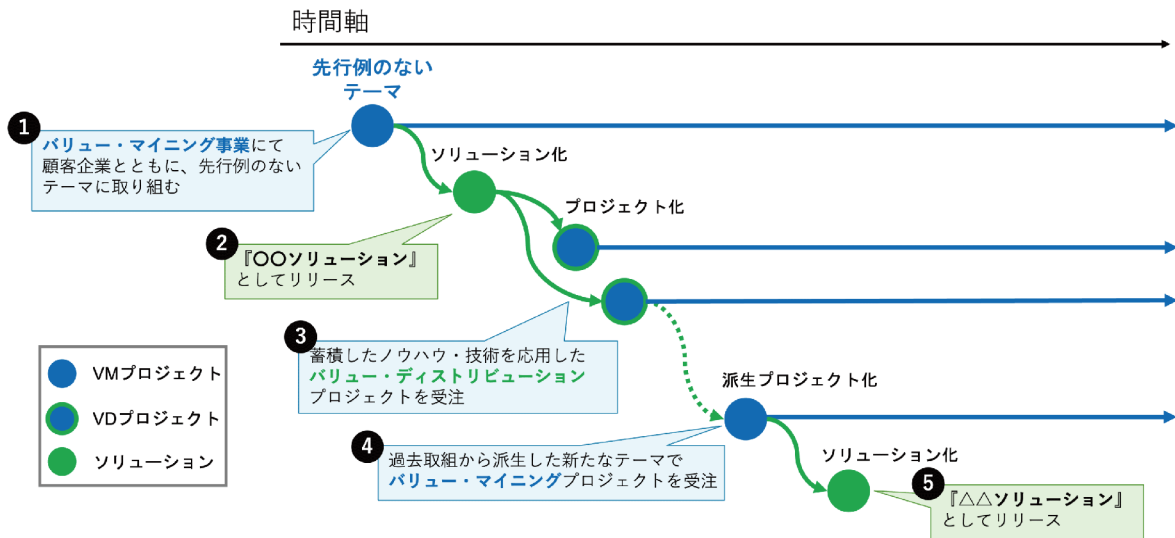 時間軸
先行例のない
テーマ
1
バリュー・マイニング事業にて
顧客企業とともに、先行例のない
テーマに取り組む
ソリューション化
プロジェクト化
2
『〇〇ソリューション』
としてリリース
3
蓄積したノウハウ・技術を応用した
バリュー・ディストリビューション
プロジェクトを受注
VMプロジェクト
VDプロジェクト
ソリューション
派生プロジェクト化
4
過去取組から派生した新たなテーマで
バリュー・マイニングプロジェクトを受注
ソリューション化
5
『△△ソリューション』
としてリリース